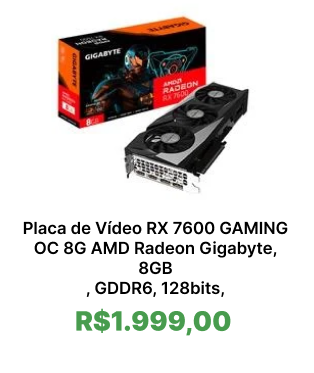 GIGABYTE
AMD
RADEON
RX 7600
8GB
Placa de Vídeo RX 7600 GAMING
OC 8G AMD Radeon Gigabyte,
8GB
, GDDR6, 128bits,
R$1.999,00